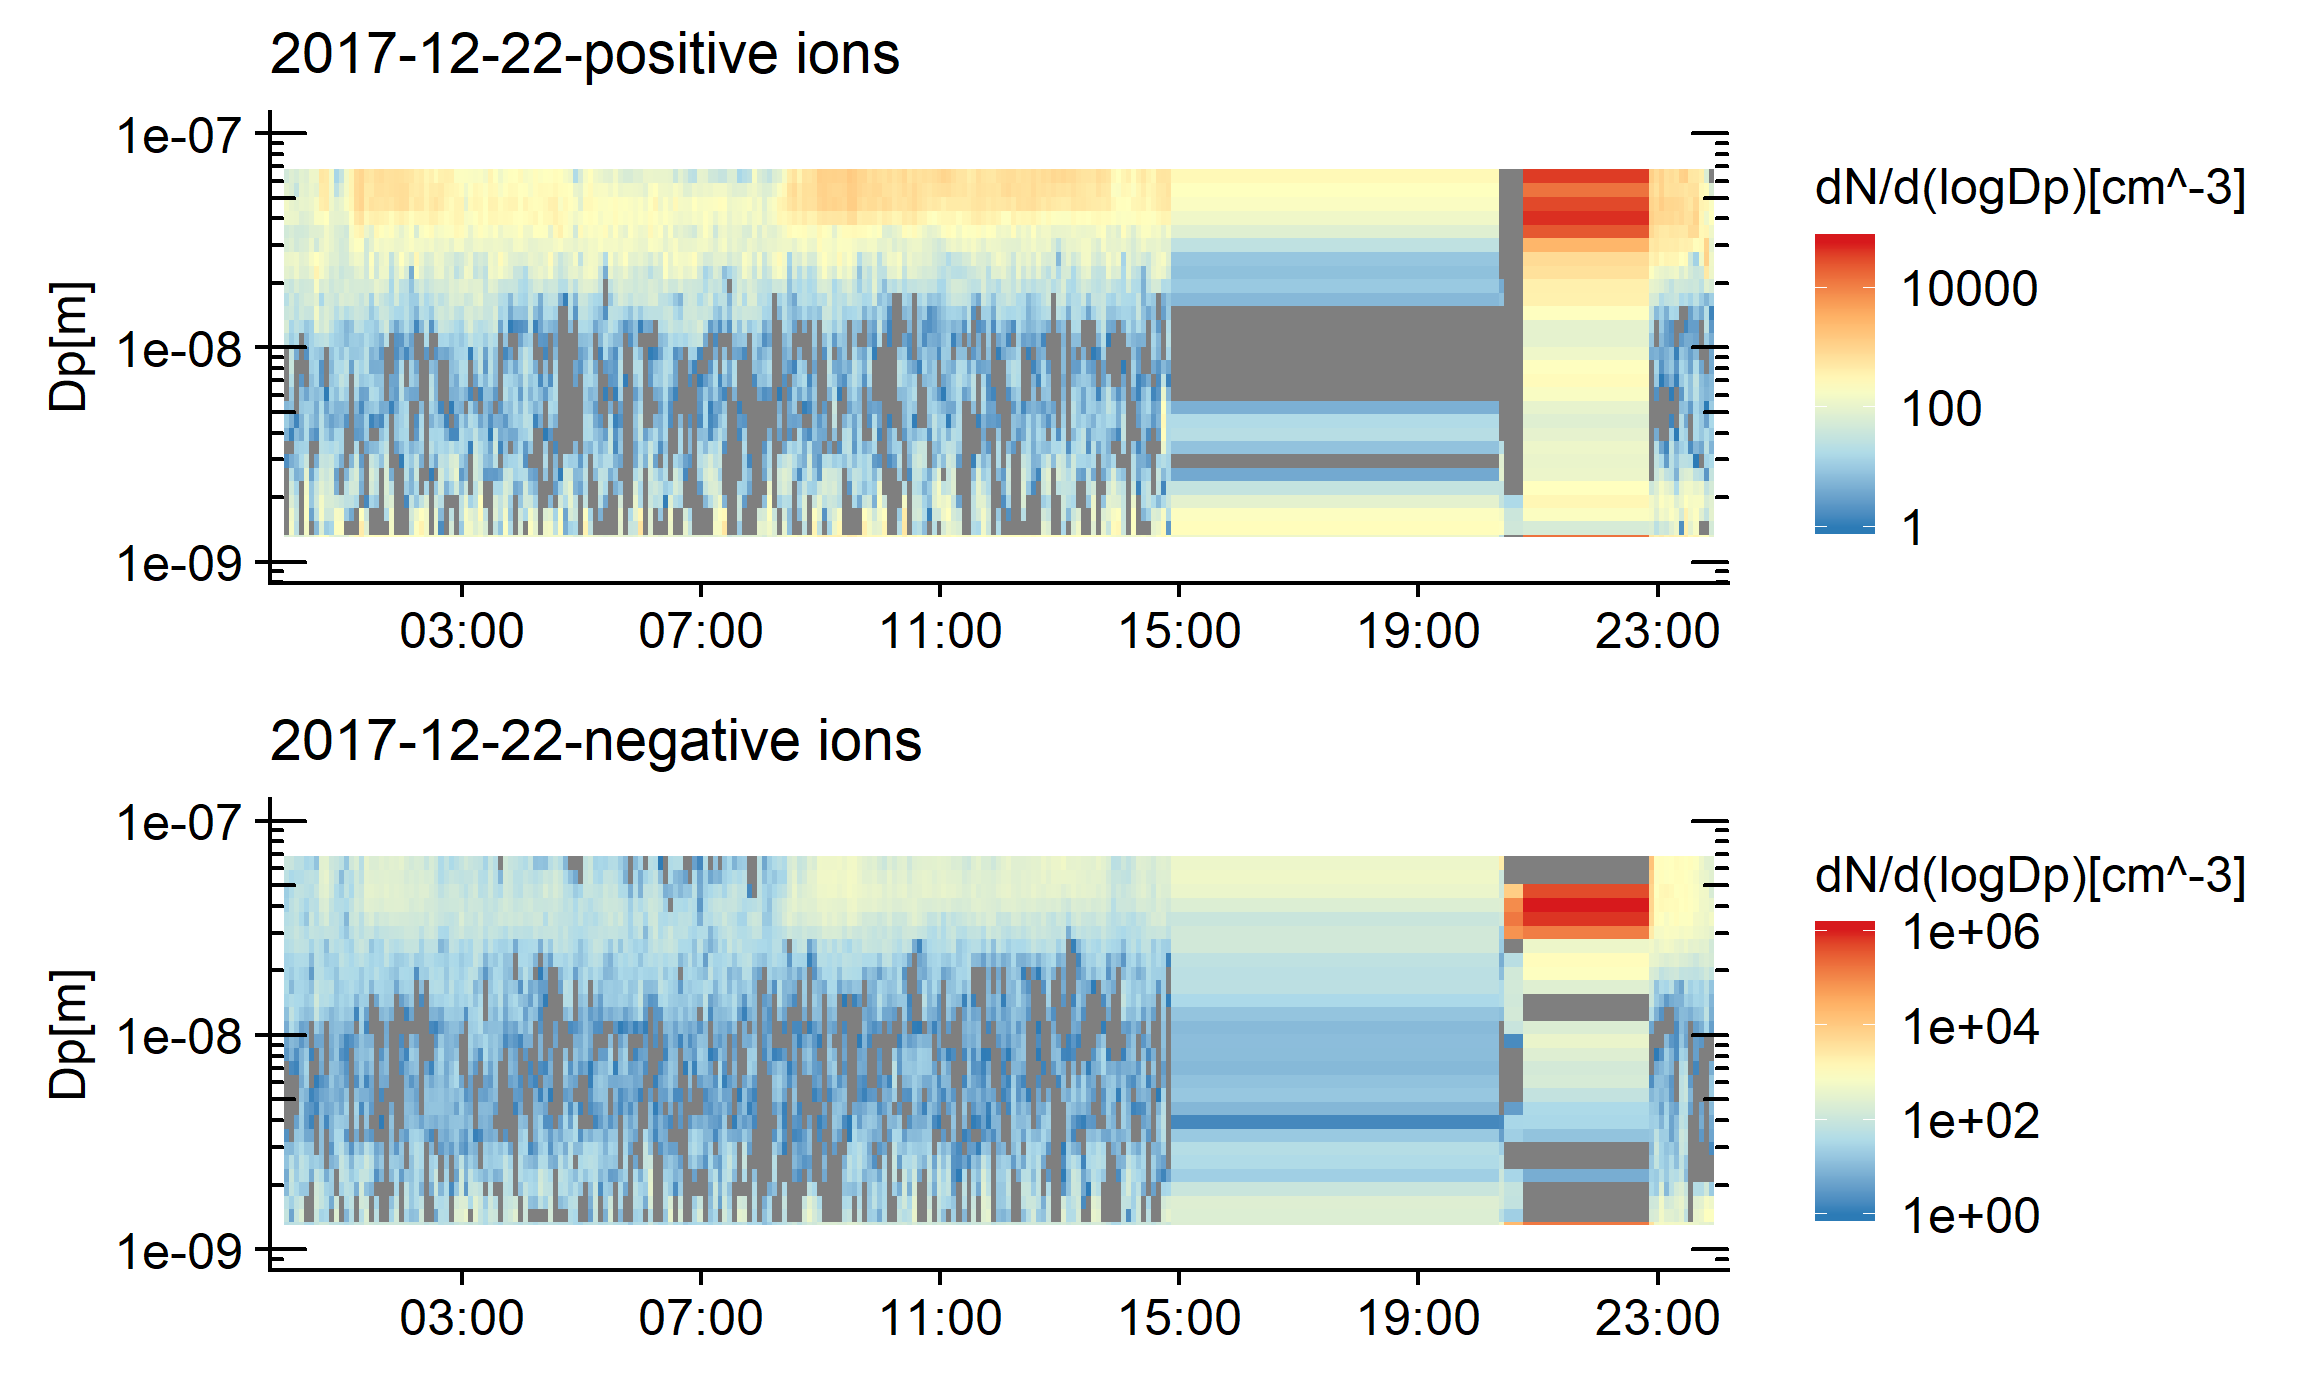 2017-12-22-positive ions
1e-07
1e-08
1e-09
Dp[m]
03:00 07:00 11:00 15:00 19:00 23:00
dN/d(logDp)[cm^-3]
10000
100
1
2017-12-22-negative ions
1e-07
1e-08
1e-09
Dp[m]
03:00 07:00 11:00 15:00 19:00 23:00
dN/d(logDp)[cm^-3]
1e+06
1e+04
1e+02
1e+00